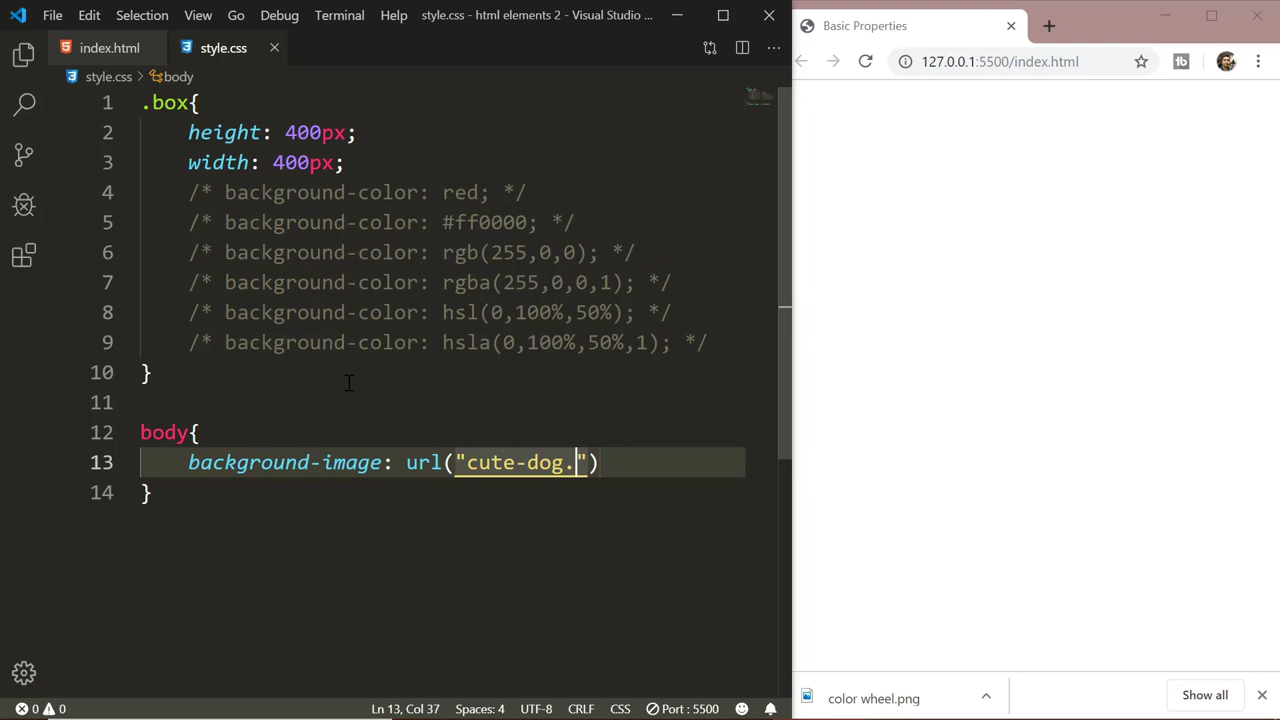 File Edit Selection View Go Debug Terminal Help style.css - html elements 2 - Visual Studio ...
index.html style.css
style.css body
1 .box{
2 height: 400px;
3 width: 400px;
4 /* background-color: red; */
5 /* background-color: #ff0000; */
6 /* background-color: rgb(255,0,0); */
7 /* background-color: rgba(255,0,0,1); */
8 /* background-color: hsl(0,100%,50%); */
9 /* background-color: hsla(0,100%,50%,1); */
10 }
11
12 body{
13 background-image: url("cute-dog.")
14 }
0 0 Ln 13, Col 37 Spaces: 4 UTF-8 CRLF CSS Port : 5500
Basic Properties
127.0.0.1:5500/index.html
color wheel.png Show all